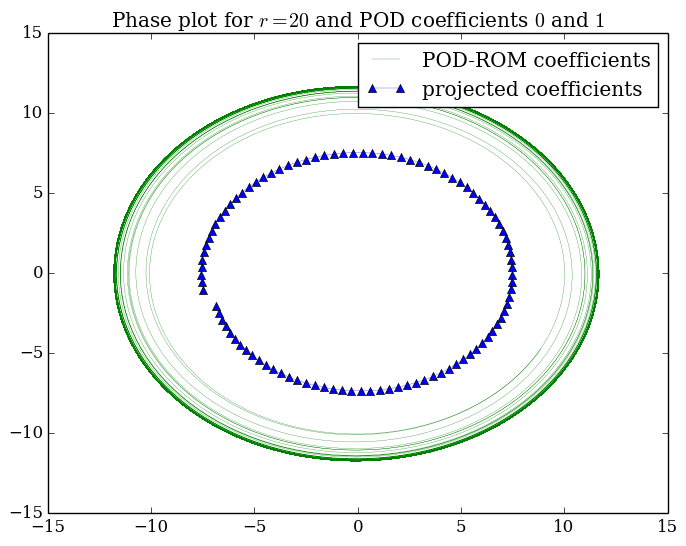 Phase plot for r = 20 and POD coefficients 0 and 1
POD-ROM coefficients
projected coefficients
15
10
5
0
−5
−10
−15
−15 −10 −5 0 5 10 15